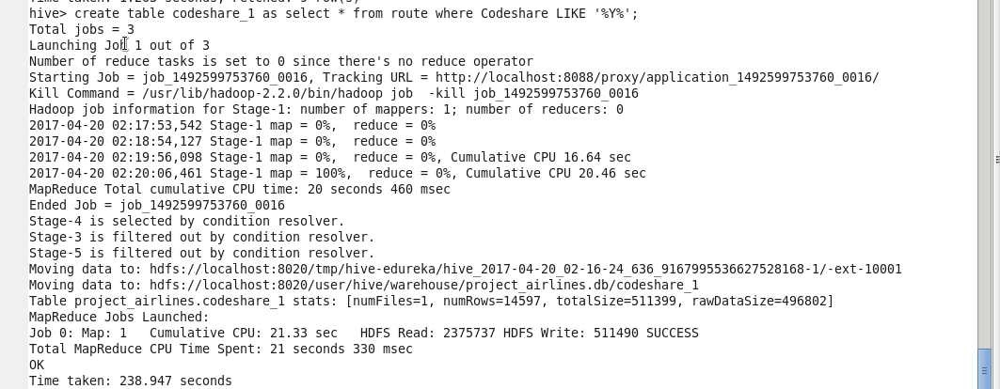 hive> create table codeshare_1 as select * from route where Codeshare LIKE '%Y%';
Total jobs = 3
Launching Job 1 out of 3
Number of reduce tasks is set to 0 since there's no reduce operator
Starting Job = job_1492599753760_0016, Tracking URL = http://localhost:8088/proxy/application_1492599753760_0016/
Kill Command = /usr/lib/hadoop-2.2.0/bin/hadoop job  -kill job_1492599753760_0016
Hadoop job information for Stage-1: number of mappers: 1; number of reducers: 0
2017-04-20 02:17:53,542 Stage-1 map = 0%,  reduce = 0%
2017-04-20 02:18:54,127 Stage-1 map = 0%,  reduce = 0%
2017-04-20 02:19:56,098 Stage-1 map = 0%,  reduce = 0%, Cumulative CPU 16.64 sec
2017-04-20 02:20:06,461 Stage-1 map = 100%,  reduce = 0%, Cumulative CPU 20.46 sec
MapReduce Total cumulative CPU time: 20 seconds 460 msec
Ended Job = job_1492599753760_0016
Stage-4 is selected by condition resolver.
Stage-3 is filtered out by condition resolver.
Stage-5 is filtered out by condition resolver.
Moving data to: hdfs://localhost:8020/tmp/hive-edureka/hive_2017-04-20_02-16-24_636_9167995536627528168-1/-ext-10001
Moving data to: hdfs://localhost:8020/user/hive/warehouse/project_airlines.db/codeshare_1
Table project_airlines.codeshare_1 stats: [numFiles=1, numRows=14597, totalSize=511399, rawDataSize=496802]
MapReduce Jobs Launched:
Job 0: Map: 1   Cumulative CPU: 21.33 sec   HDFS Read: 2375737 HDFS Write: 511490 SUCCESS
Total MapReduce CPU Time Spent: 21 seconds 330 msec
OK
Time taken: 238.947 seconds